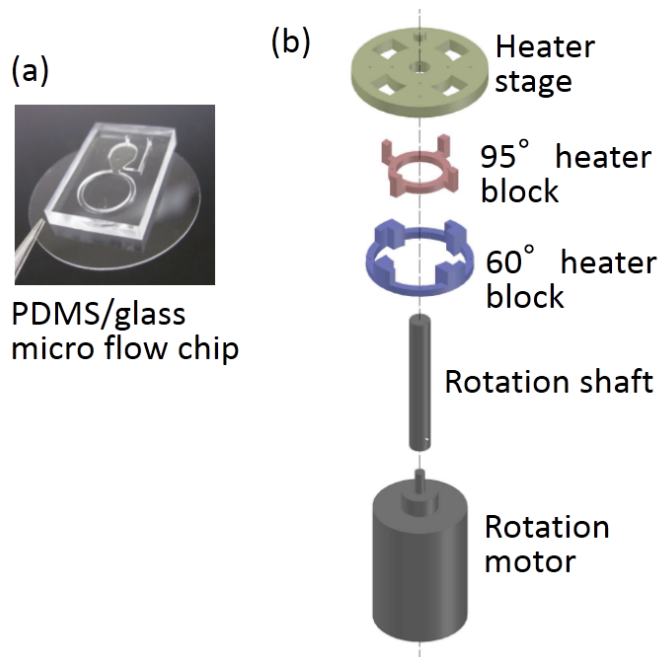 (a)
PDMS/glass
micro flow chip
(b)
Heater
stage
95° heater
block
60° heater
block
Rotation shaft
Rotation
motor